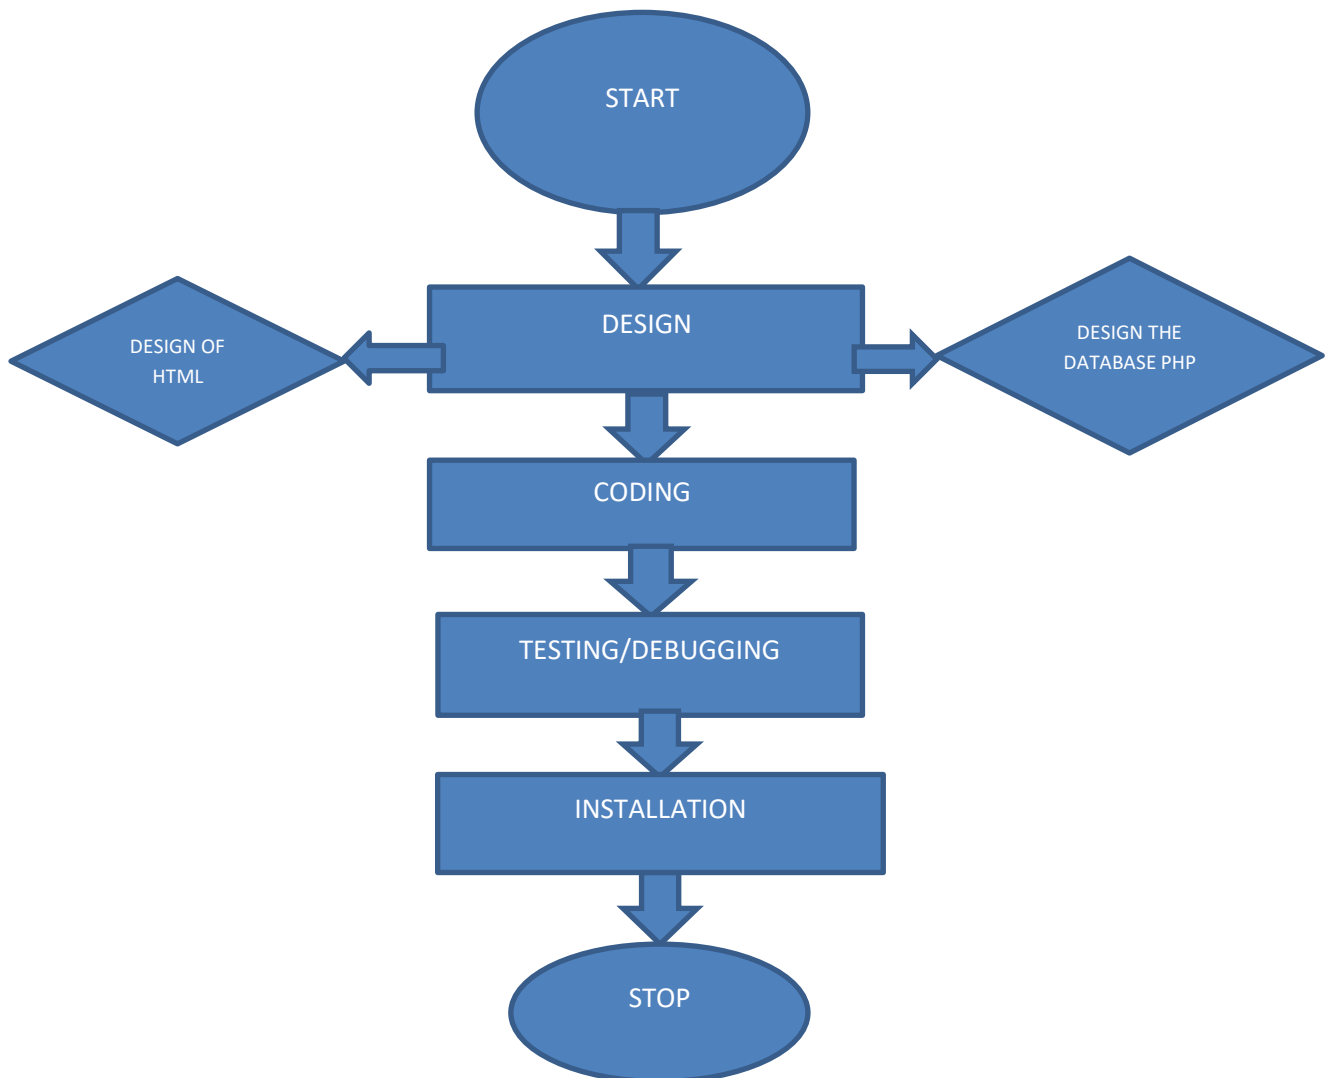 START
DESIGN
DESIGN OF
HTML
DESIGN THE
DATABASE PHP
CODING
TESTING/DEBUGGING
INSTALLATION
STOP